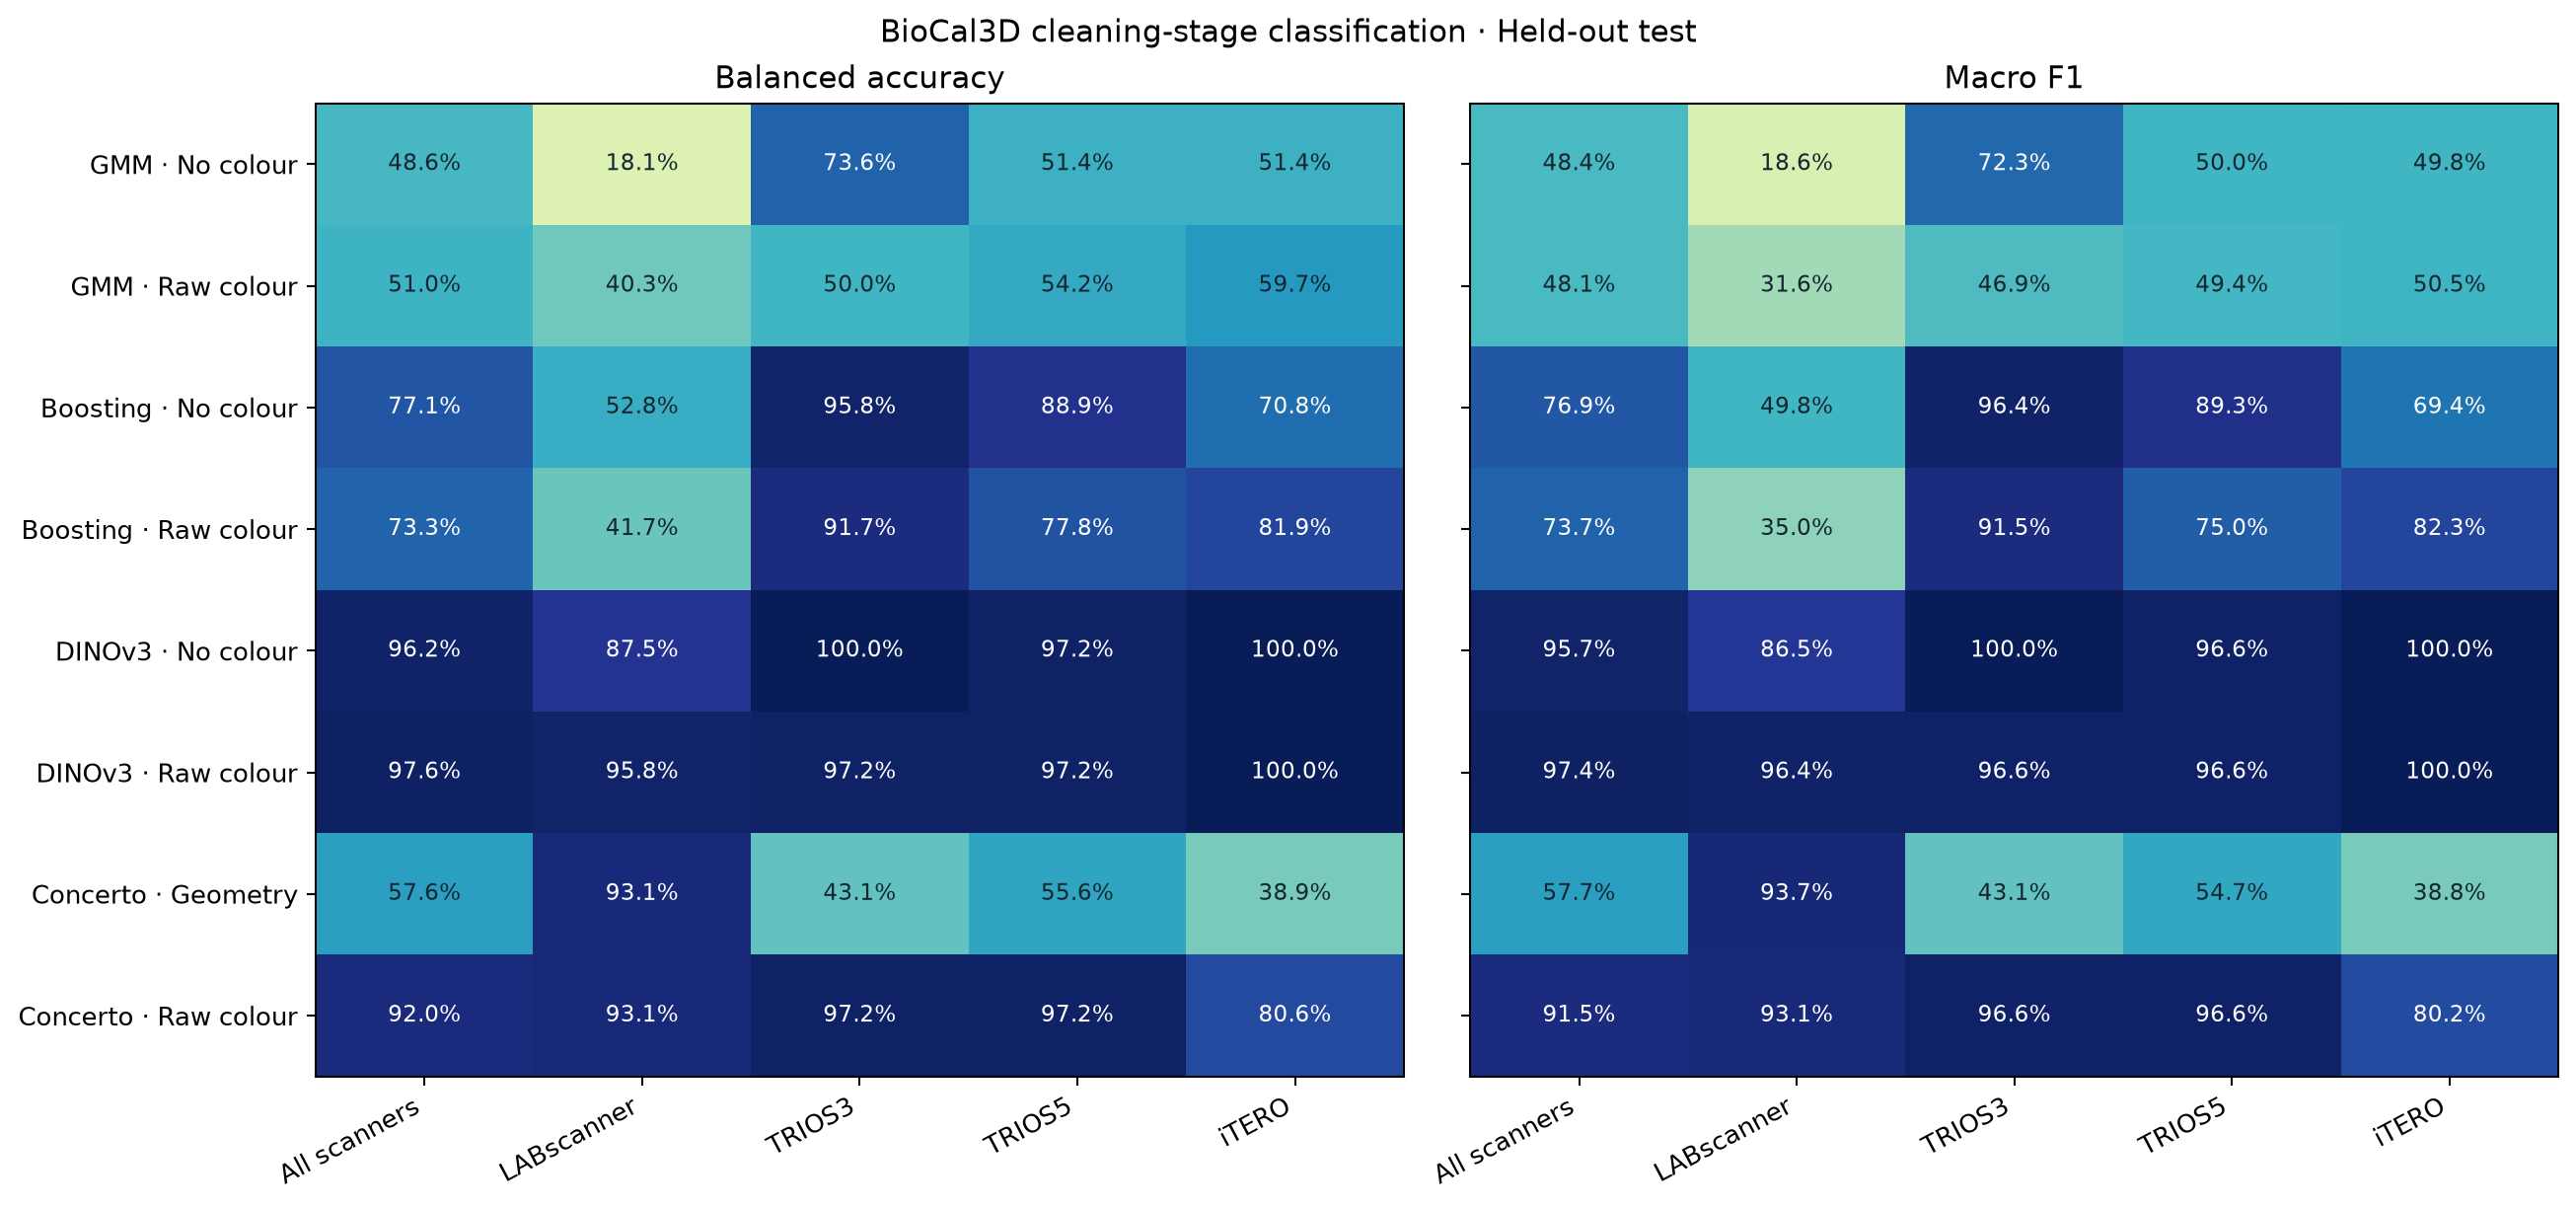 BioCal3D cleaning-stage classification · Held-out test
Balanced accuracy
Macro F1
GMM · No colour 48.6% 18.1% 73.6% 51.4% 51.4% 48.4% 18.6% 72.3% 50.0% 49.8%
GMM · Raw colour 51.0% 40.3% 50.0% 54.2% 59.7% 48.1% 31.6% 46.9% 49.4% 50.5%
Boosting · No colour 77.1% 52.8% 95.8% 88.9% 70.8% 76.9% 49.8% 96.4% 89.3% 69.4%
Boosting · Raw colour 73.3% 41.7% 91.7% 77.8% 81.9% 73.7% 35.0% 91.5% 75.0% 82.3%
DINOv3 · No colour 96.2% 87.5% 100.0% 97.2% 100.0% 95.7% 86.5% 100.0% 96.6% 100.0%
DINOv3 · Raw colour 97.6% 95.8% 97.2% 97.2% 100.0% 97.4% 96.4% 96.6% 96.6% 100.0%
Concerto · Geometry 57.6% 93.1% 43.1% 55.6% 38.9% 57.7% 93.7% 43.1% 54.7% 38.8%
Concerto · Raw colour 92.0% 93.1% 97.2% 97.2% 80.6% 91.5% 93.1% 96.6% 96.6% 80.2%
All scanners LABscanner TRIOS3 TRIOS5 iTERO All scanners LABscanner TRIOS3 TRIOS5 iTERO